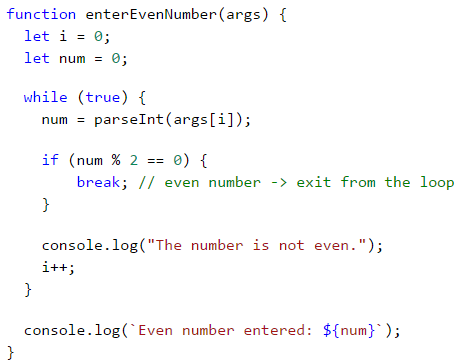 function enterEvenNumber(args) {
  let i = 0;
  let num = 0;

  while (true) {
    num = parseInt(args[i]);

    if (num % 2 == 0) {
        break; // even number -> exit from the loop
    }

    console.log("The number is not even.");
    i++;
  }

  console.log(`Even number entered: ${num}`);
}